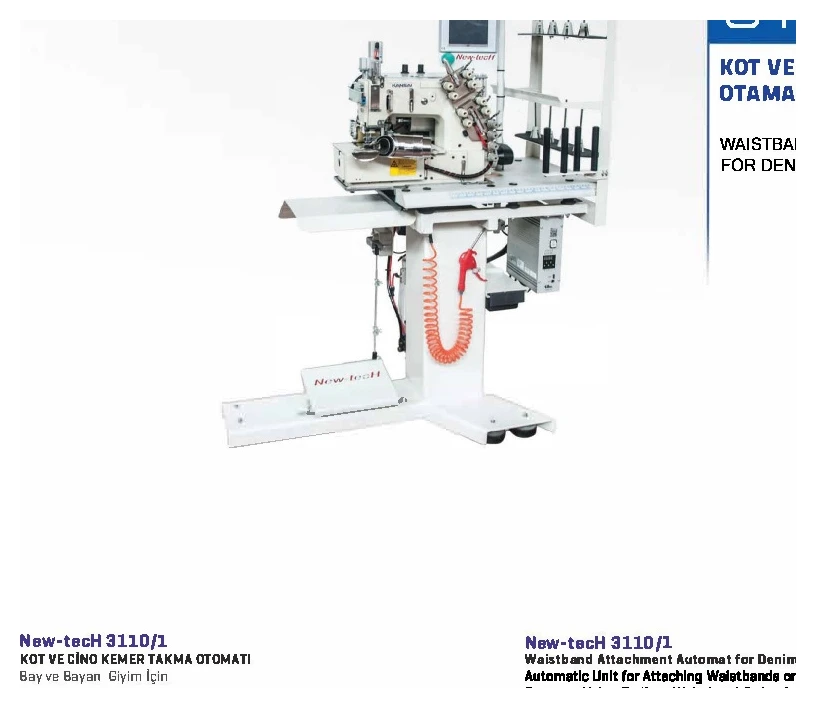 New-tecH
KANSAI
KOT VE
OTAMA
WAISTBA
FOR DEN
New-tecH
New-tecH 3110/1
KOT VE CİNO KEMER TAKMA OTOMATI
Bay ve Bayan Giyim İçin
New-tecH 3110/1
Waistband Attachment Automat for Denim
Automatic Unit for Attaching Waistbands or